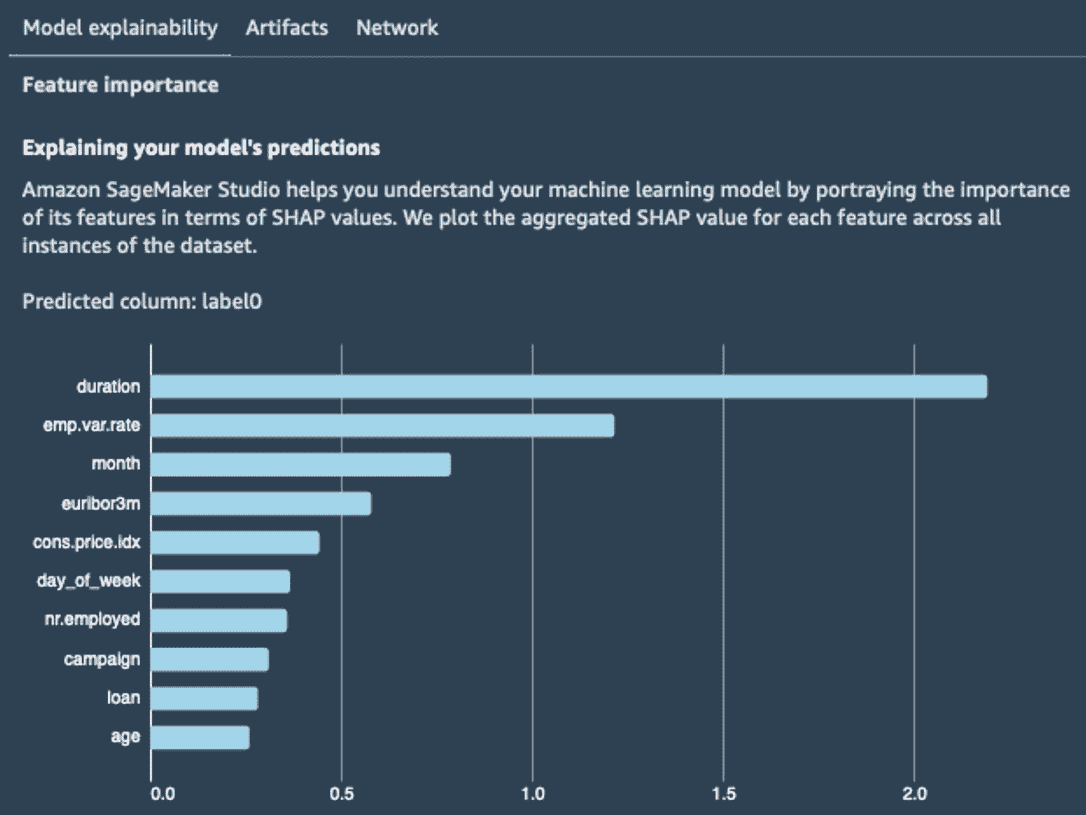 Model explainability Artifacts Network
Feature importance
Explaining your model's predictions
Amazon SageMaker Studio helps you understand your machine learning model by portraying the importance
of its features in terms of SHAP values. We plot the aggregated SHAP value for each feature across all
instances of the dataset.
Predicted column: label0
duration
emp.var.rate
month
euribor3m
cons.price.idx
day_of_week
nr.employed
campaign
loan
age
0.0 0.5 1.0 1.5 2.0